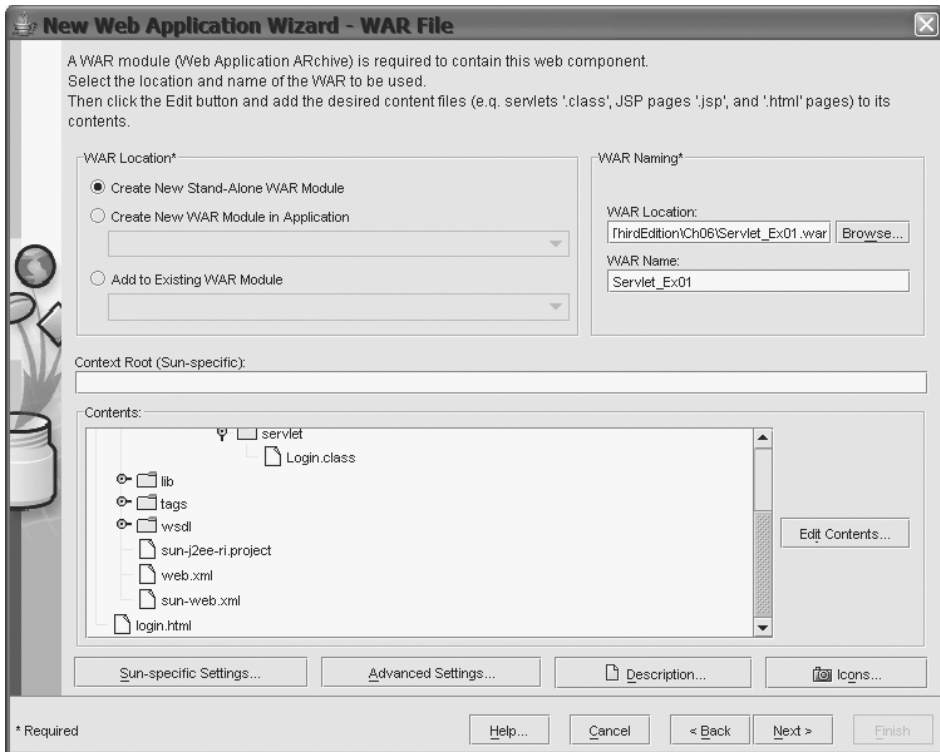 New Web Application Wizard - WAR File
A WAR module (Web Application ARchive) is required to contain this web component.
Select the location and name of the WAR to be used.
Then click the Edit button and add the desired content files (e.g. servlets '.class', JSP pages '.jsp', and '.html' pages) to its
contents.
WAR Location*
Create New Stand-Alone WAR Module
Create New WAR Module in Application
Add to Existing WAR Module
WAR Naming*
WAR Location:
ThirdEdition\Ch06\Servlet_Ex01.war
Browse...
WAR Name:
Servlet_Ex01
Context Root (Sun-specific):
Contents:
servlet
Login.class
lib
tags
wsdl
sun-j2ee-ri.project
web.xml
sun-web.xml
login.html
Edit Contents...
Sun-specific Settings...
Advanced Settings...
Description...
Icons...
* Required
Help...
Cancel
< Back
Next >
Finish